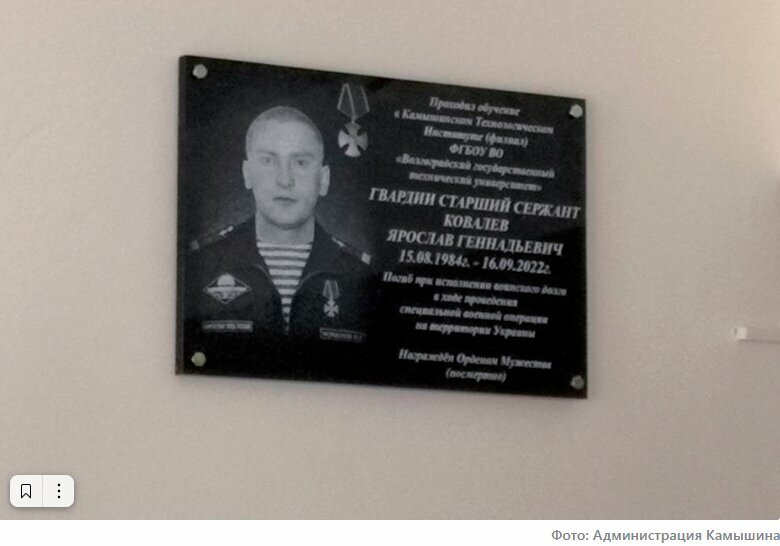 Проходил обучение
в Камышинском Технологическом
Институте (филиал)
ФГБОУ ВО
«Волгоградский государственный
технический университет»
ГВАРДИИ СТАРШИЙ СЕРЖАНТ
КОВАЛЕВ
ЯРОСЛАВ ГЕННАДЬЕВИЧ
15.08.1984г. - 16.09.2022г.
Погиб при исполнении воинского долга
в ходе проведения
специальной военной операции
на территории Украины
Награждён Орденам Мужества
(посмертно)
Фото: Администрация Камышина